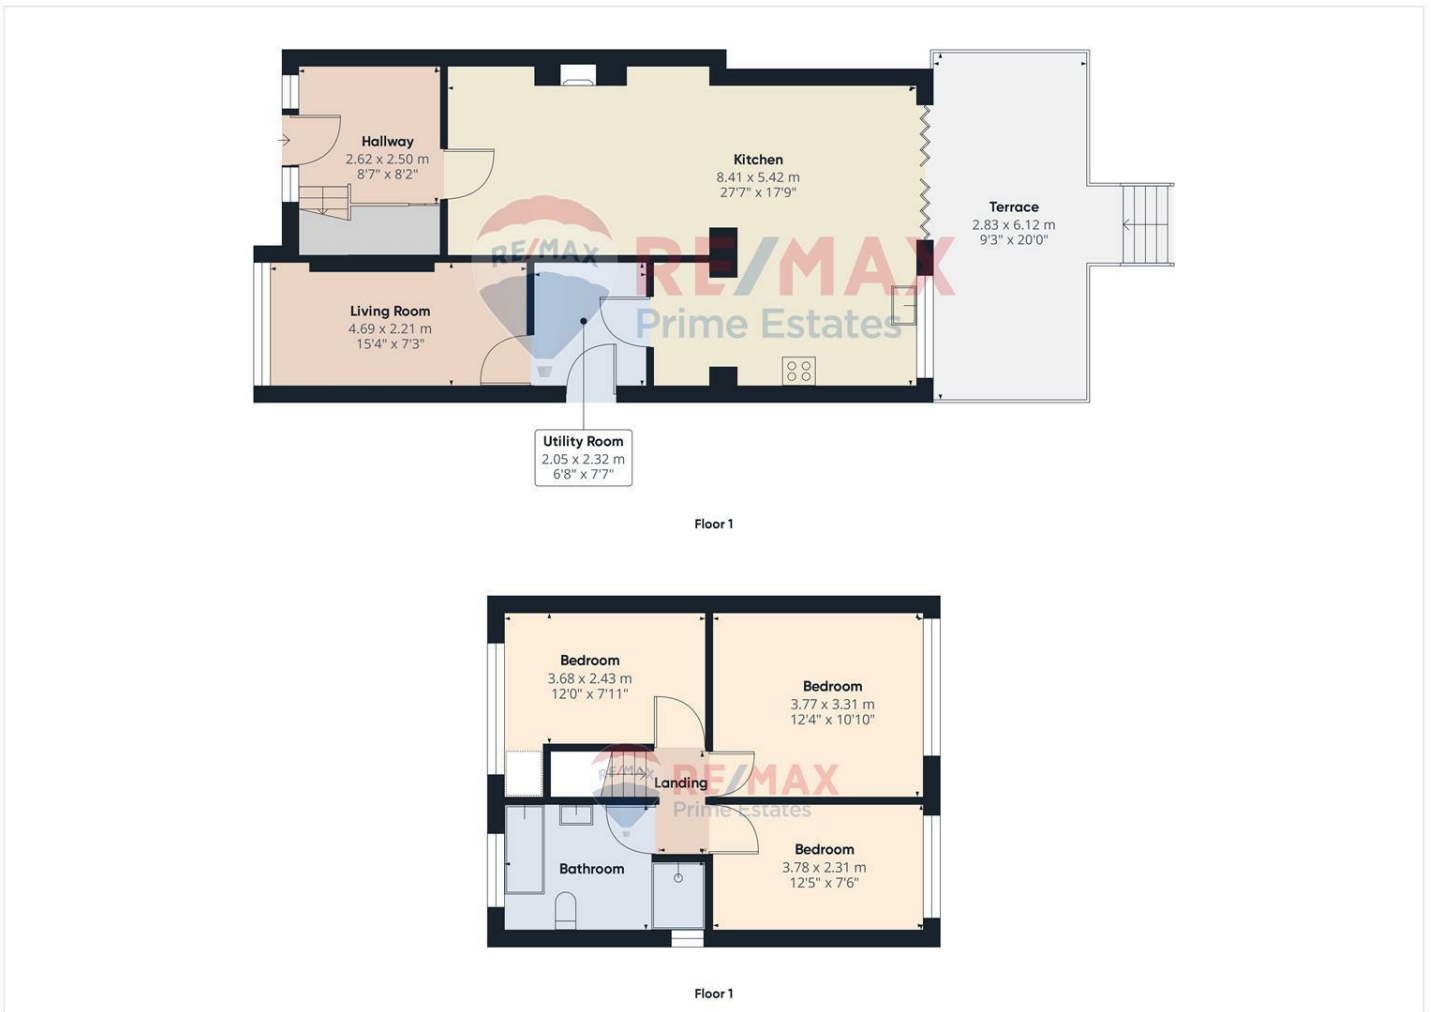 Hallway
2.62 x 2.50 m
8'7" x 8'2"
Kitchen
8.41 x 5.42 m
27'7" x 17'9"
Terrace
2.83 x 6.12 m
9'3" x 20'0"
RE/MAX
RE/MAX
Prime Estates
Living Room
4.69 x 2.21 m
15'4" x 7'3"
Utility Room
2.05 x 2.32 m
6'8" x 7'7"
Floor 1
Bedroom
3.68 x 2.43 m
12'0" x 7'11"
Bedroom
3.77 x 3.31 m
12'4" x 10'10"
RE/MAX
RE/MAX
Landing
Prime Estates
Bathroom
Bedroom
3.78 x 2.31 m
12'5" x 7'6"
Floor 1